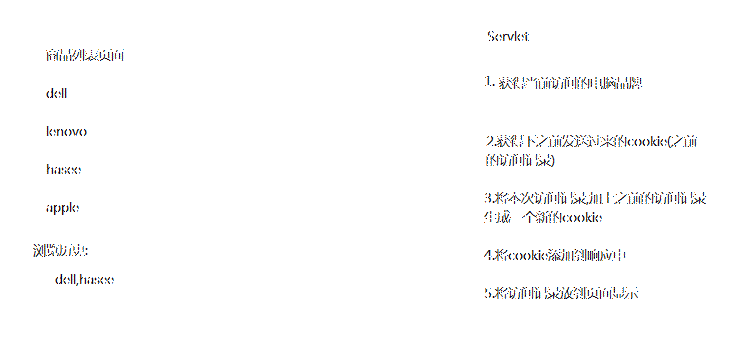 商品列表页面
dell
lenovo
hasee
apple
浏览历史:
dell,hasee
Servlet
1. 获得当前访问的电脑品牌
2.获得下之前发送过来的cookie(之前
的访问记录)
3.将本次访问记录,加上之前的访问记录
生成一个新的cookie
4.将cookie添加到响应中
5.将访问记录放到页面显示